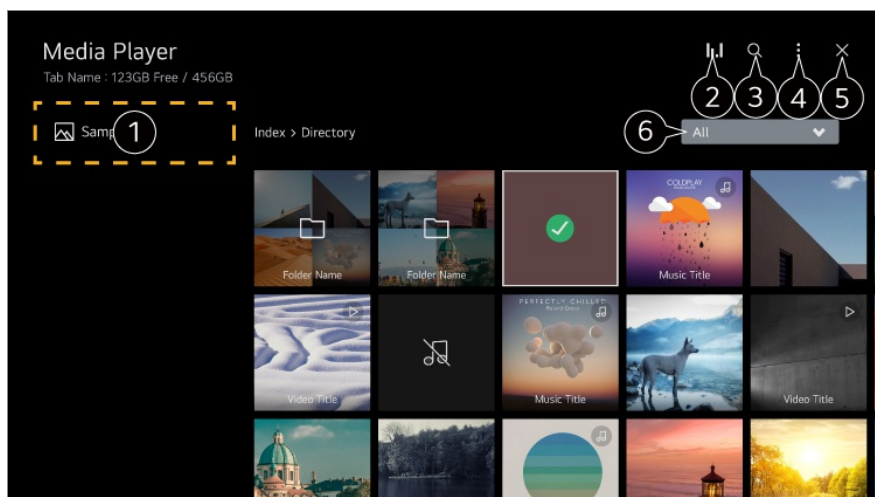 Media Player
Tab Name : 123GB Free / 456GB
2
3
4
5
Samp
1
Index > Directory
6
All
Folder Name
Folder Name
COLDPLAY
Music Title
Video Title
PERFECTLY CHILLED
Music Title
Video Title